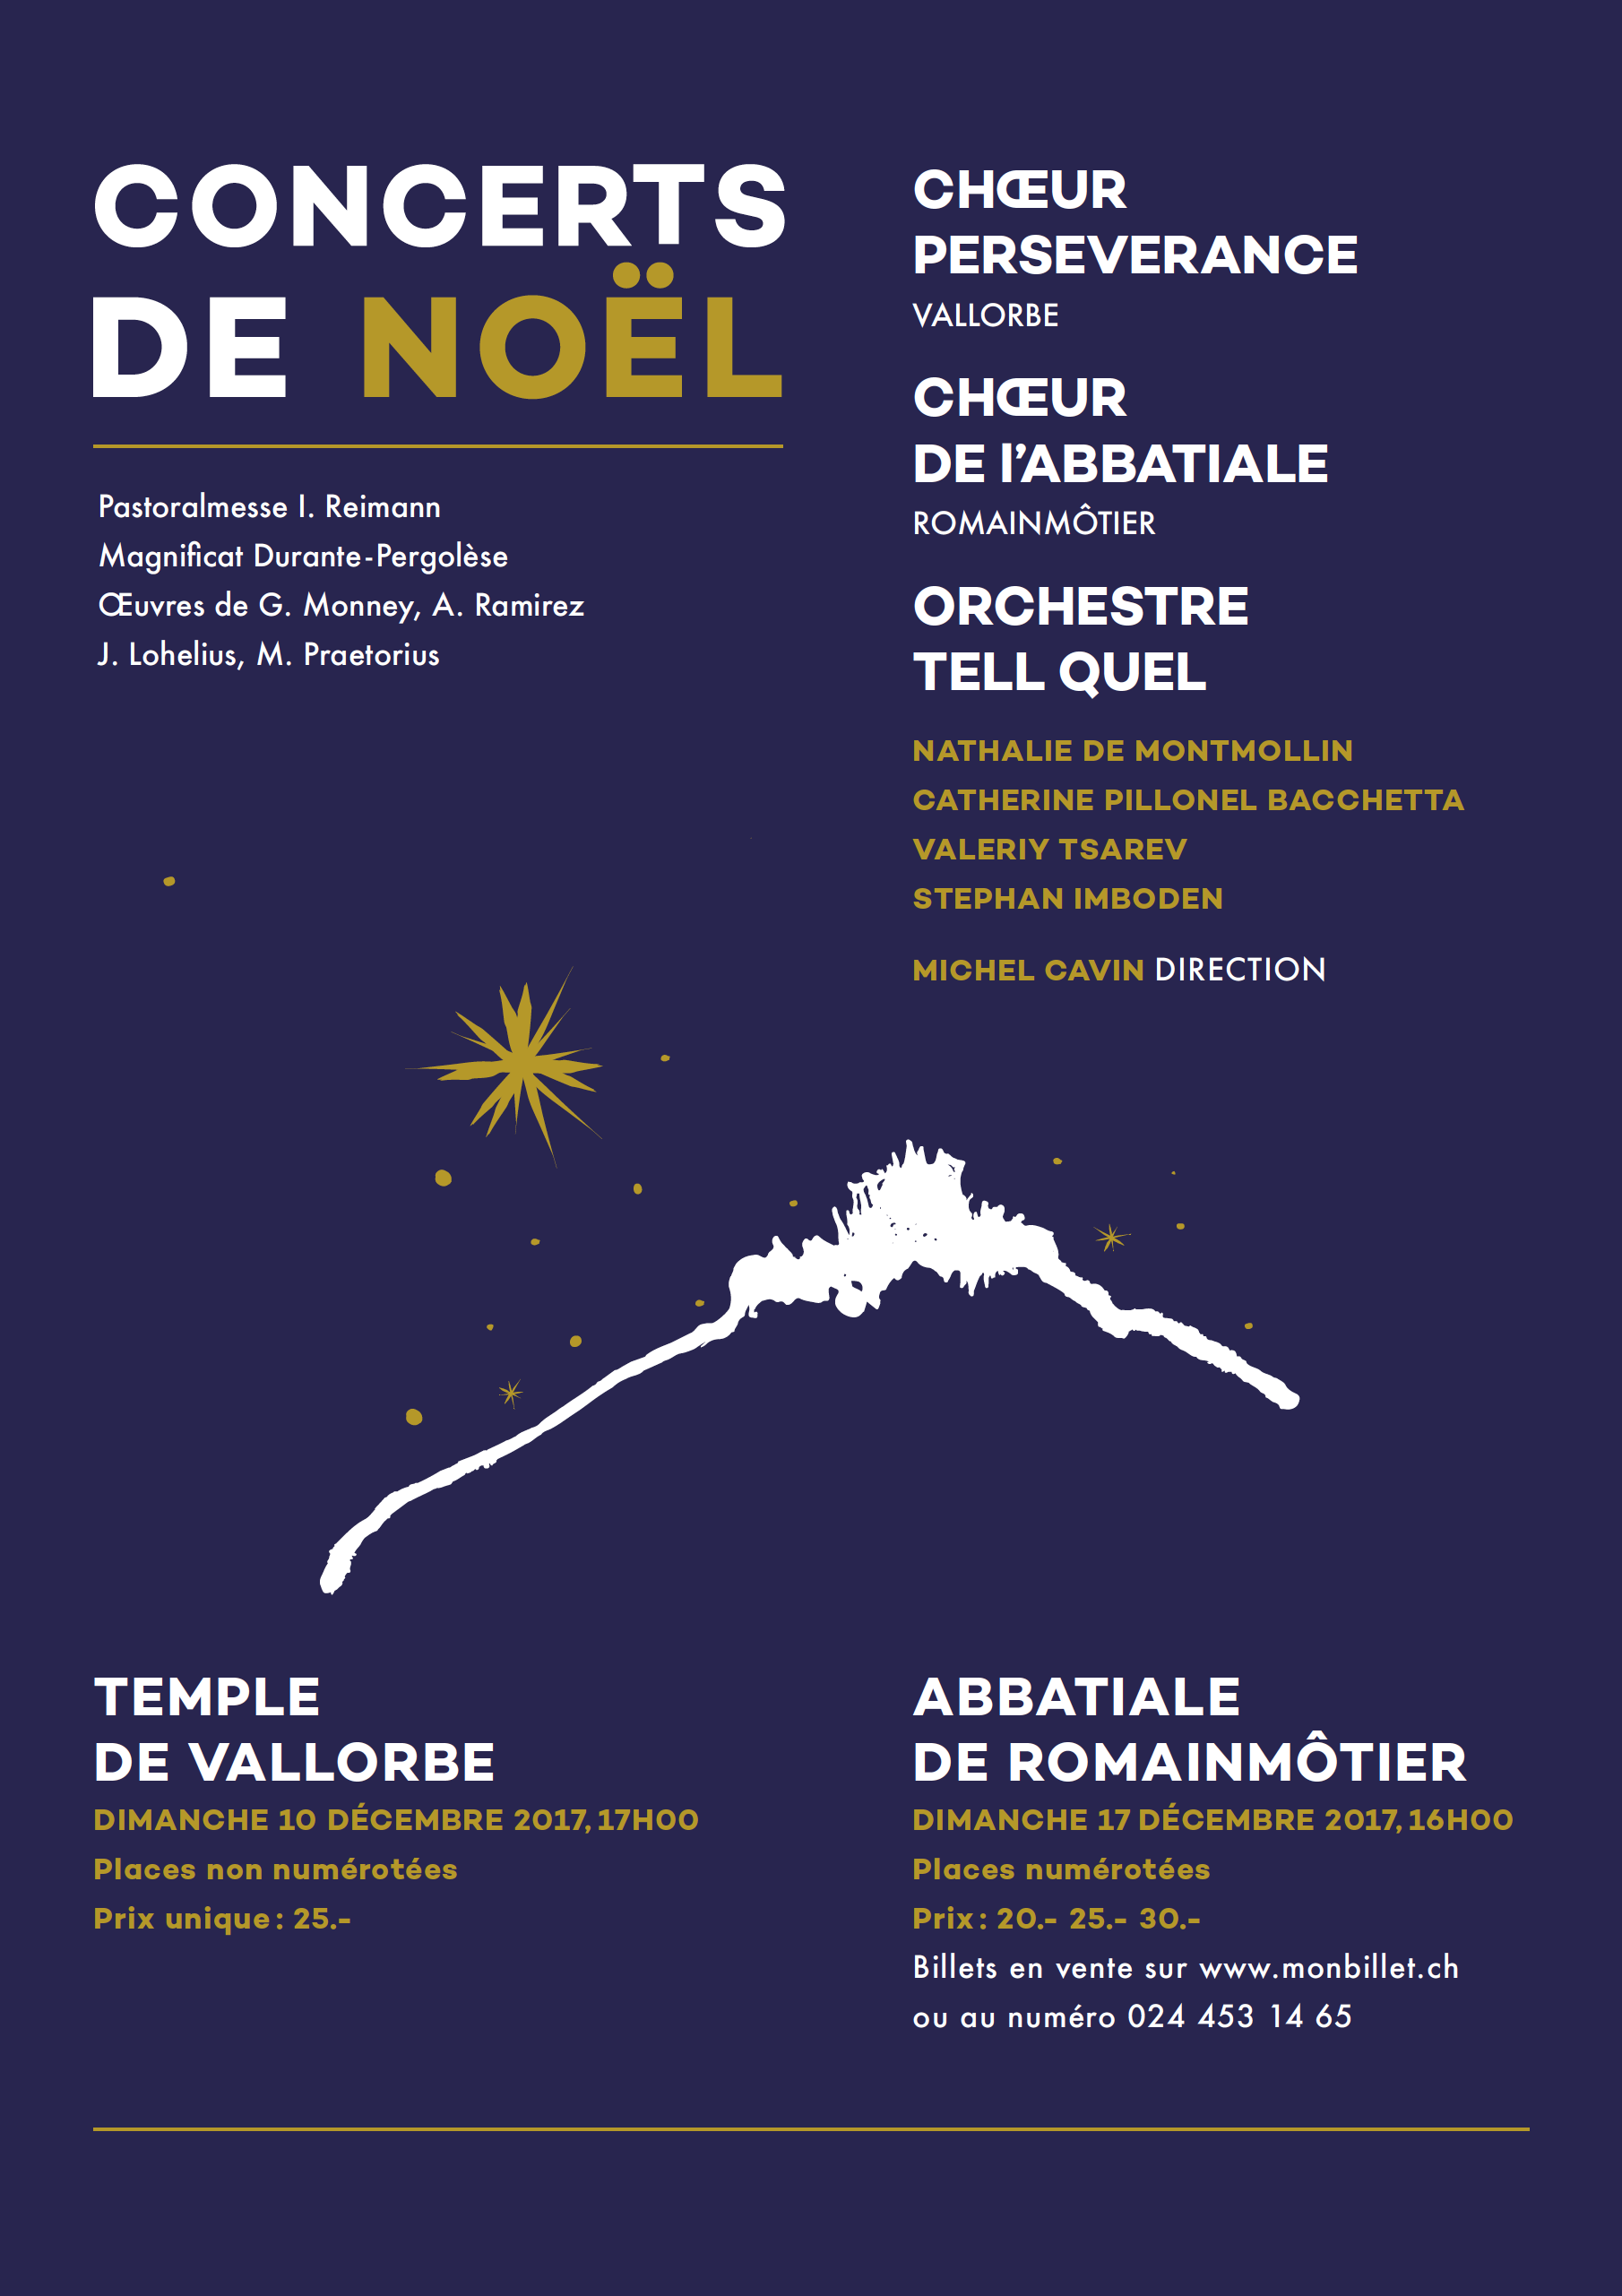 CONCERTS
DE NOËL
Pastoralmesse I. Reimann
Magnificat Durante-Pergolèse
Œuvres de G. Monney, A. Ramirez
J. Lohelius, M. Praetorius
CHŒUR
PERSEVERANCE
VALLORBE
CHŒUR
DE l’ABBATIALE
ROMAINMÔTIER
ORCHESTRE
TELL QUEL
NATHALIE DE MONTMOLLIN
CATHERINE PILLONEL BACCHETTA
VALERIY TSAREV
STEPHAN IMBODEN
MICHEL CAVIN DIRECTION
TEMPLE
DE VALLORBE
DIMANCHE 10 DÉCEMBRE 2017, 17H00
Places non numérotées
Prix unique : 25.-
ABBATIALE
DE ROMAINMÔTIER
DIMANCHE 17 DÉCEMBRE 2017, 16H00
Places numérotées
Prix : 20.- 25.- 30.-
Billets en vente sur www.monbillet.ch
ou au numéro 024 453 14 65